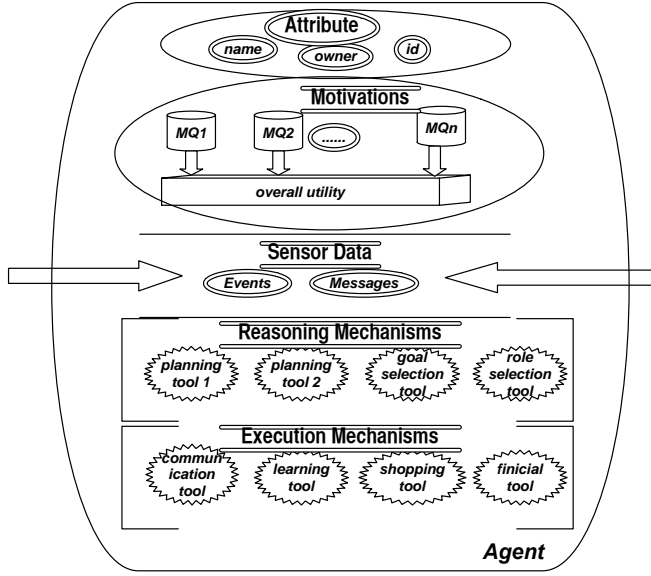 Attribute
name
owner
id
Motivations
MQ1
MQ2
......
MQn
overall utility
Sensor Data
Events
Messages
Reasoning Mechanisms
planning
tool 1
planning
tool 2
goal
selection
tool
role
selection
tool
Execution Mechanisms
commun
ication
tool
learning
tool
shopping
tool
finicial
tool
Agent